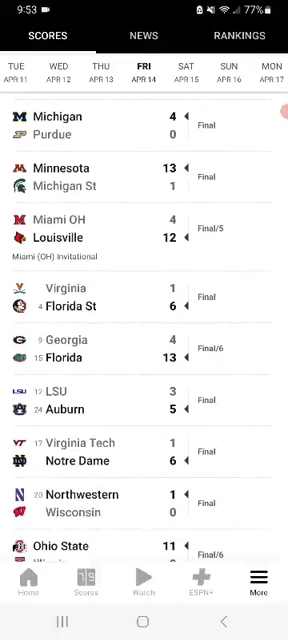 9:53 77%
SCORES NEWS RANKINGS
TUE WED THU FRI SAT SUN MON
APR 11 APR 12 APR 13 APR 14 APR 15 APR 16 APR 17
Michigan 4
Final
Purdue 0
Minnesota 13
Final
Michigan St 1
Miami OH 4
Final/5
Louisville 12
Miami (OH) Invitational
Virginia 1
Final
4 Florida St 6
9 Georgia 4
Final/6
15 Florida 13
LSU 12 LSU 3
Final
24 Auburn 5
17 Virginia Tech 1
Final
Notre Dame 6
20 Northwestern 1
Final
Wisconsin 0
Ohio State 11
Final/6
Home Scores Watch ESPN+ More